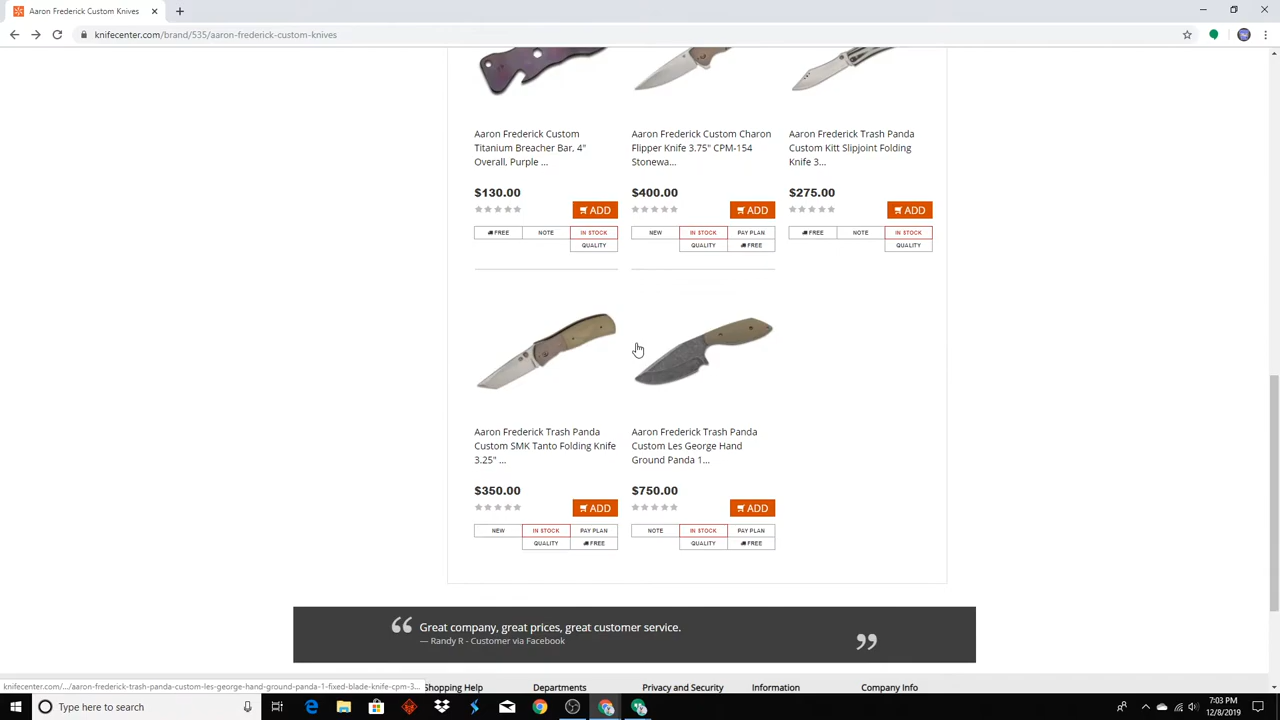 Aaron Frederick Custom Knives
knifecenter.com/brand/535/aaron-frederick-custom-knives
Aaron Frederick Custom
Titanium Breacher Bar, 4"
Overall, Purple ...
$130.00
ADD
FREE
NOTE
IN STOCK
QUALITY
Aaron Frederick Custom Charon
Flipper Knife 3.75" CPM-154
Stonewa...
$400.00
ADD
NEW
IN STOCK
PAY PLAN
QUALITY
FREE
Aaron Frederick Trash Panda
Custom Kitt Slipjoint Folding
Knife 3...
$275.00
ADD
FREE
NOTE
IN STOCK
QUALITY
Aaron Frederick Trash Panda
Custom SMK Tanto Folding Knife
3.25" ...
$350.00
ADD
NEW
IN STOCK
PAY PLAN
QUALITY
FREE
Aaron Frederick Trash Panda
Custom Les George Hand
Ground Panda 1...
$750.00
ADD
NOTE
IN STOCK
PAY PLAN
QUALITY
FREE
“ Great company, great prices, great customer service.
— Randy R - Customer via Facebook ”
knifecenter.com/.../aaron-frederick-trash-panda-custom-les-george-hand-ground-panda-1-fixed-blade-knife-cpm-3...
Shopping Help
Departments
Privacy and Security
Information
Company Info
Type here to search
7:03 PM
12/8/2019